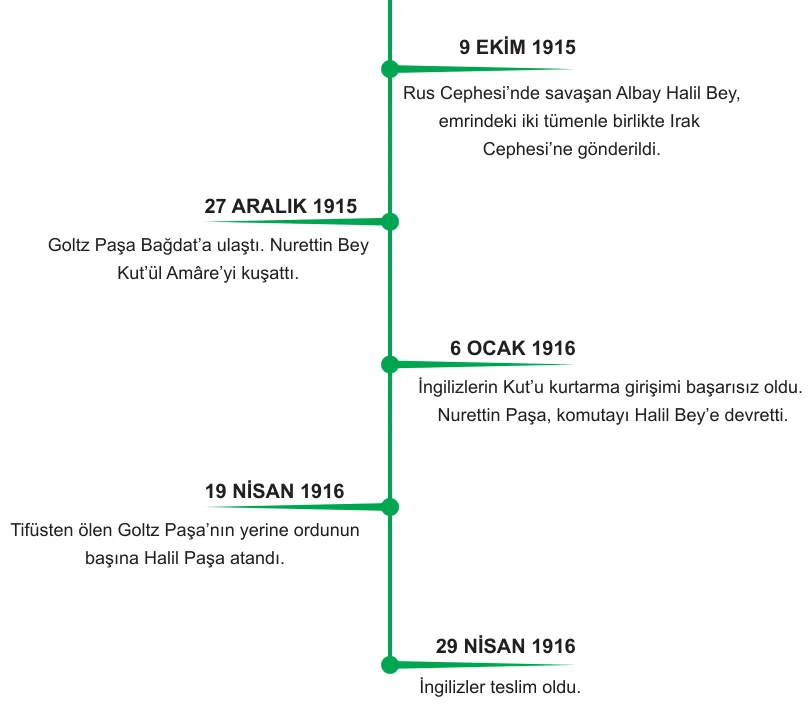 9 EKİM 1915
Rus Cephesi’nde savaşan Albay Halil Bey,
emrindeki iki tümenle birlikte Irak
Cephesi’ne gönderildi.
27 ARALIK 1915
Goltz Paşa Bağdat’a ulaştı. Nurettin Bey
Kut’ül Amâre’yi kuşattı.
6 OCAK 1916
İngilizlerin Kut’u kurtarma girişimi başarısız oldu.
Nurettin Paşa, komutayı Halil Bey’e devretti.
19 NİSAN 1916
Tifüsten ölen Goltz Paşa’nın yerine ordunun
başına Halil Paşa atandı.
29 NİSAN 1916
İngilizler teslim oldu.